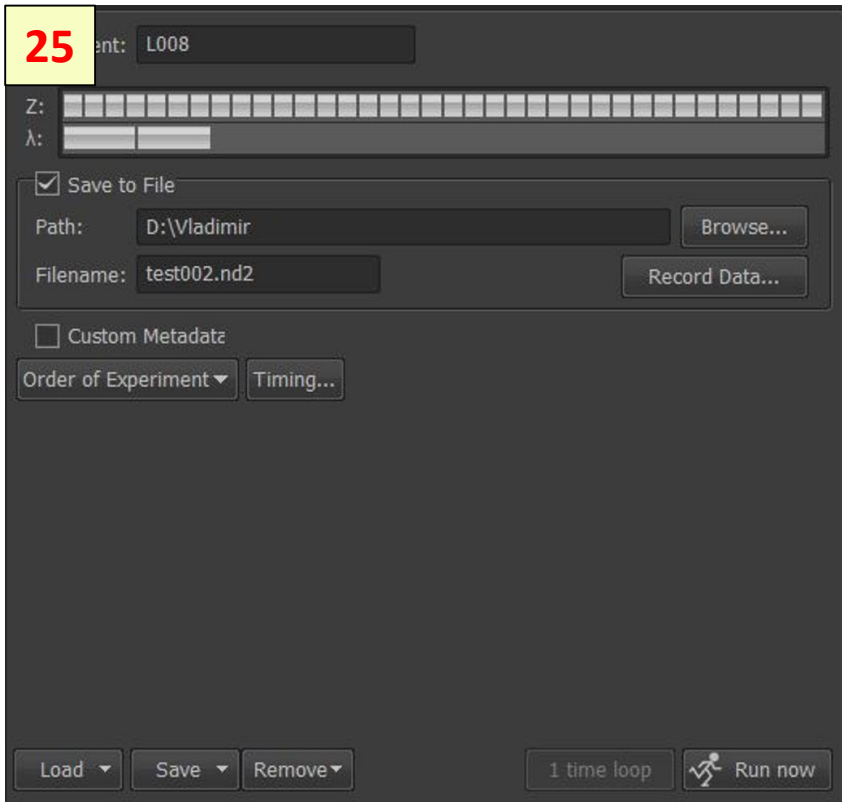 25
ent: L008
Z:
λ:
Save to File
Path: D:\Vladimir Browse...
Filename: test002.nd2 Record Data...
Custom Metadata
Order of Experiment Timing...
Load Save Remove 1 time loop Run now